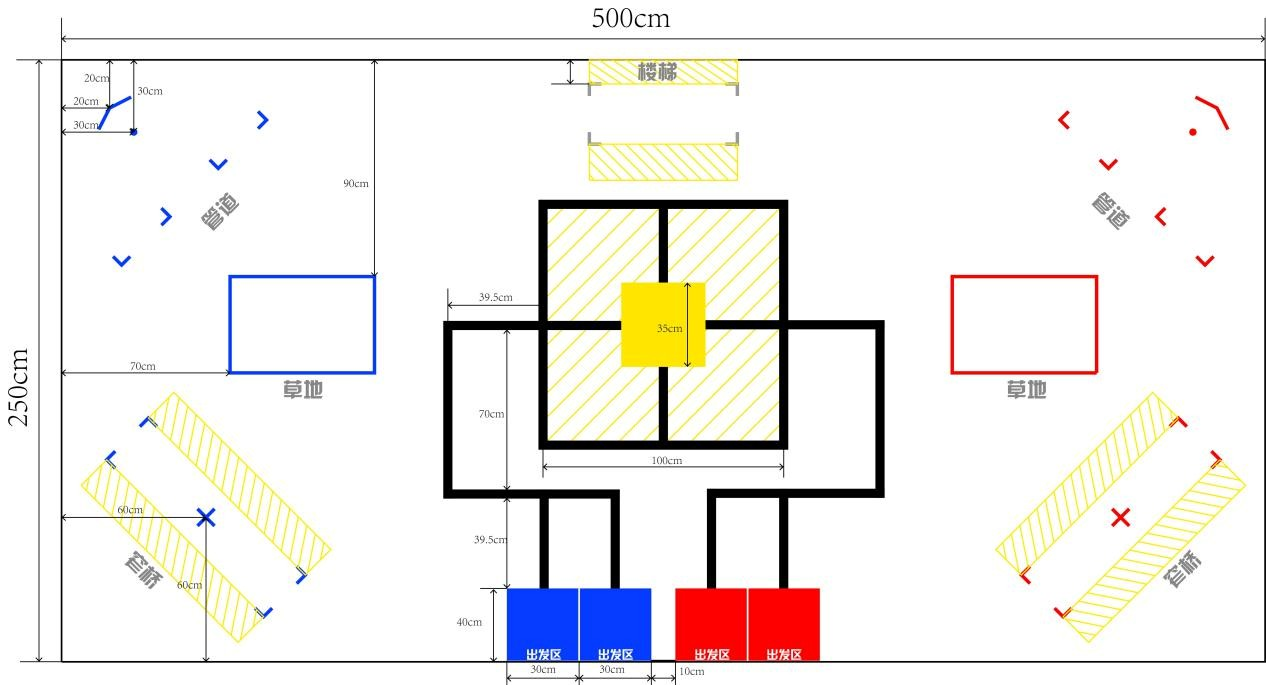 500cm
楼梯
20cm
30cm
20cm
30cm
90cm
管道
管道
39.5cm
35cm
250cm
70cm
草地
草地
70cm
100cm
60cm
39.5cm
窄桥
60cm
窄桥
40cm
出发区
出发区
出发区
出发区
30cm
30cm
10cm